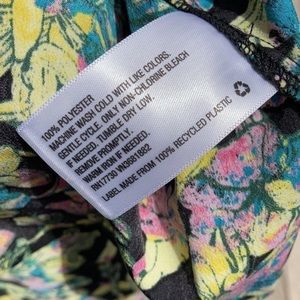 100% POLYESTER
MACHINE WASH COLD WITH LIKE COLORS.
GENTLE CYCLE. ONLY NON-CHLORINE BLEACH
IF NEEDED. TUMBLE DRY LOW.
REMOVE PROMPTLY.
WARM IRON IF NEEDED.
RN17730 WN9681982
LABEL MADE FROM 100% RECYCLED PLASTIC